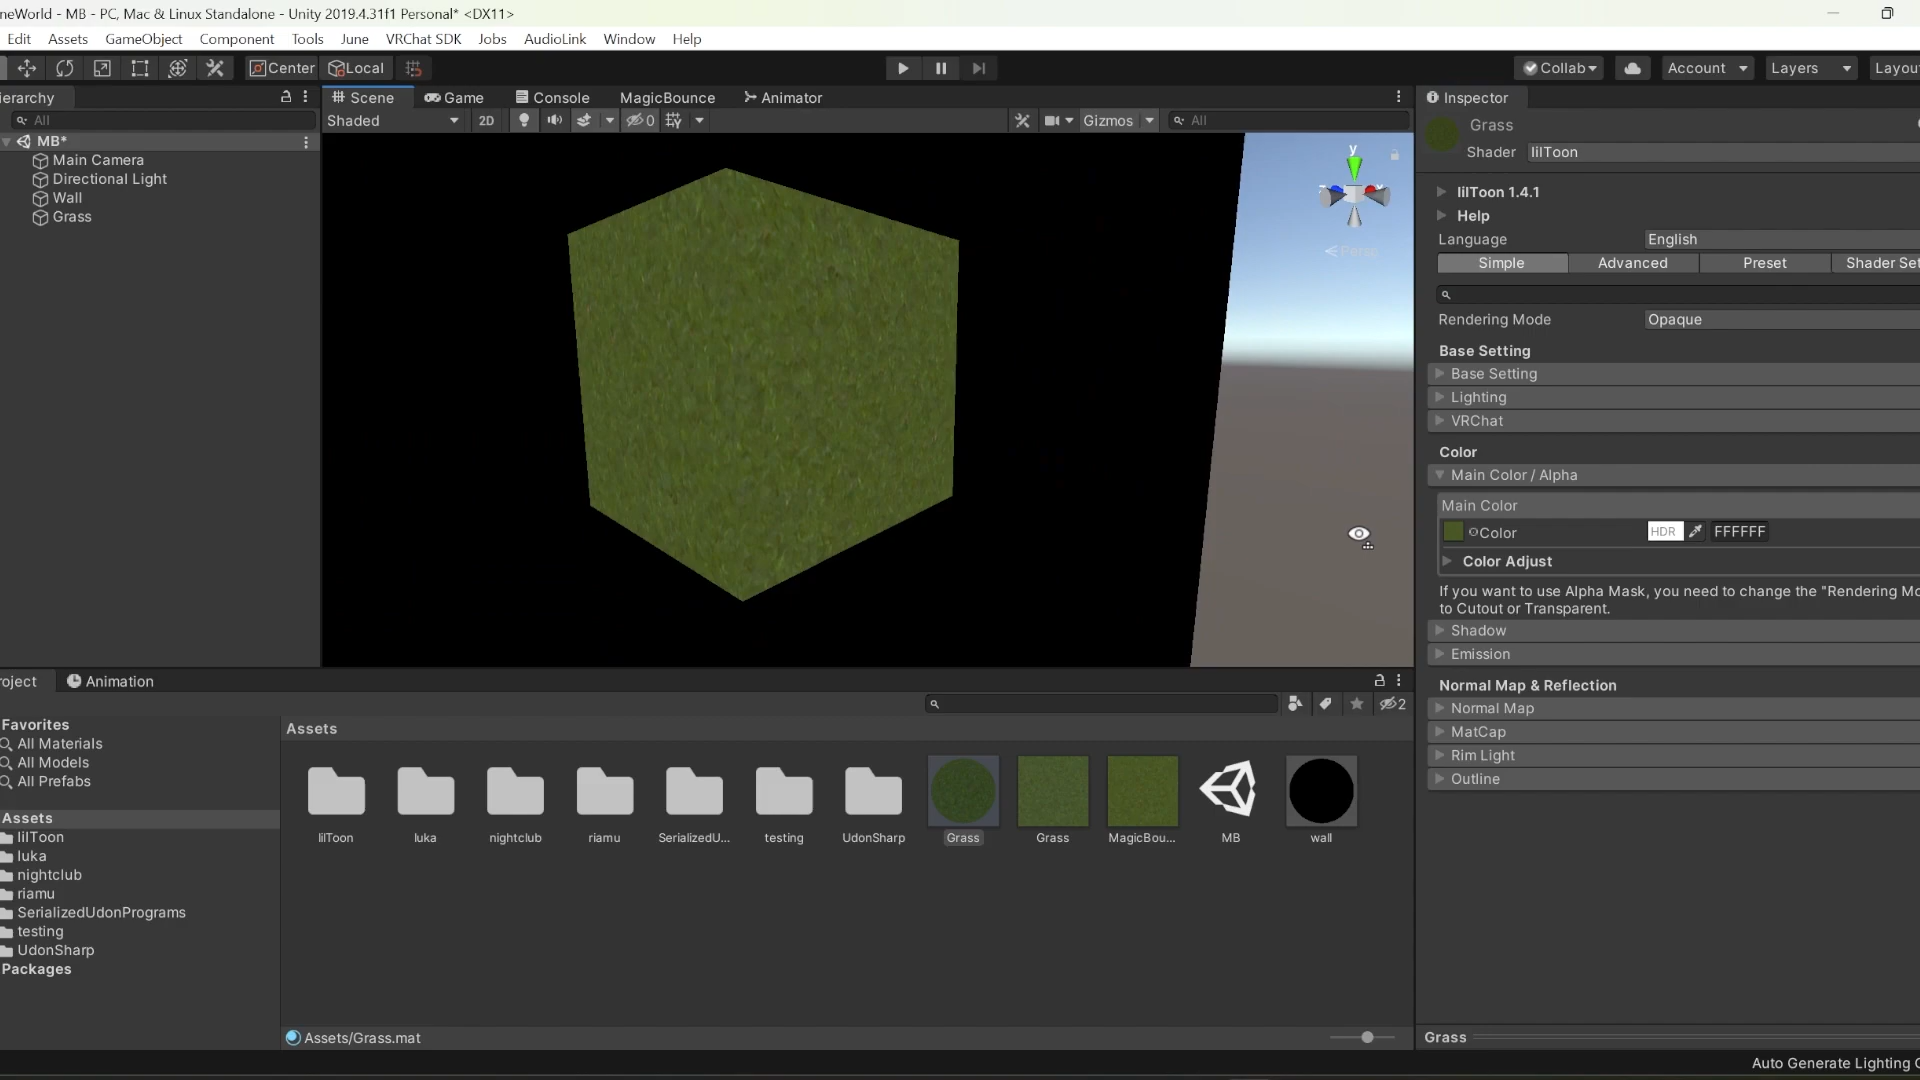 neWorld - MB - PC, Mac & Linux Standalone - Unity 2019.4.31f1 Personal* <DX11>
Edit Assets GameObject Component Tools June VRChat SDK Jobs AudioLink Window Help
Center Local Collab Account Layers Layou
ierarchy Scene Game Console MagicBounce Animator Inspector
All Shaded 2D 0 Gizmos All
Grass
Shader lilToon
MB*
Main Camera
Directional Light
Wall
Grass
y
Persp
lilToon 1.4.1
Help
Language English
Simple Advanced Preset Shader Set
Rendering Mode Opaque
Base Setting
Base Setting
Lighting
VRChat
Color
Main Color / Alpha
Main Color
Color HDR FFFFFF
Color Adjust
If you want to use Alpha Mask, you need to change the "Rendering Mo
to Cutout or Transparent.
Shadow
Emission
Normal Map & Reflection
Normal Map
MatCap
Rim Light
Outline
roject Animation
2
Favorites
All Materials
All Models
All Prefabs
Assets
lilToon
luka
nightclub
riamu
SerializedUdonPrograms
testing
UdonSharp
Packages
Assets
lilToon luka nightclub riamu SerializedU... testing UdonSharp Grass Grass MagicBou... MB wall
Assets/Grass.mat
Grass
Auto Generate Lighting O